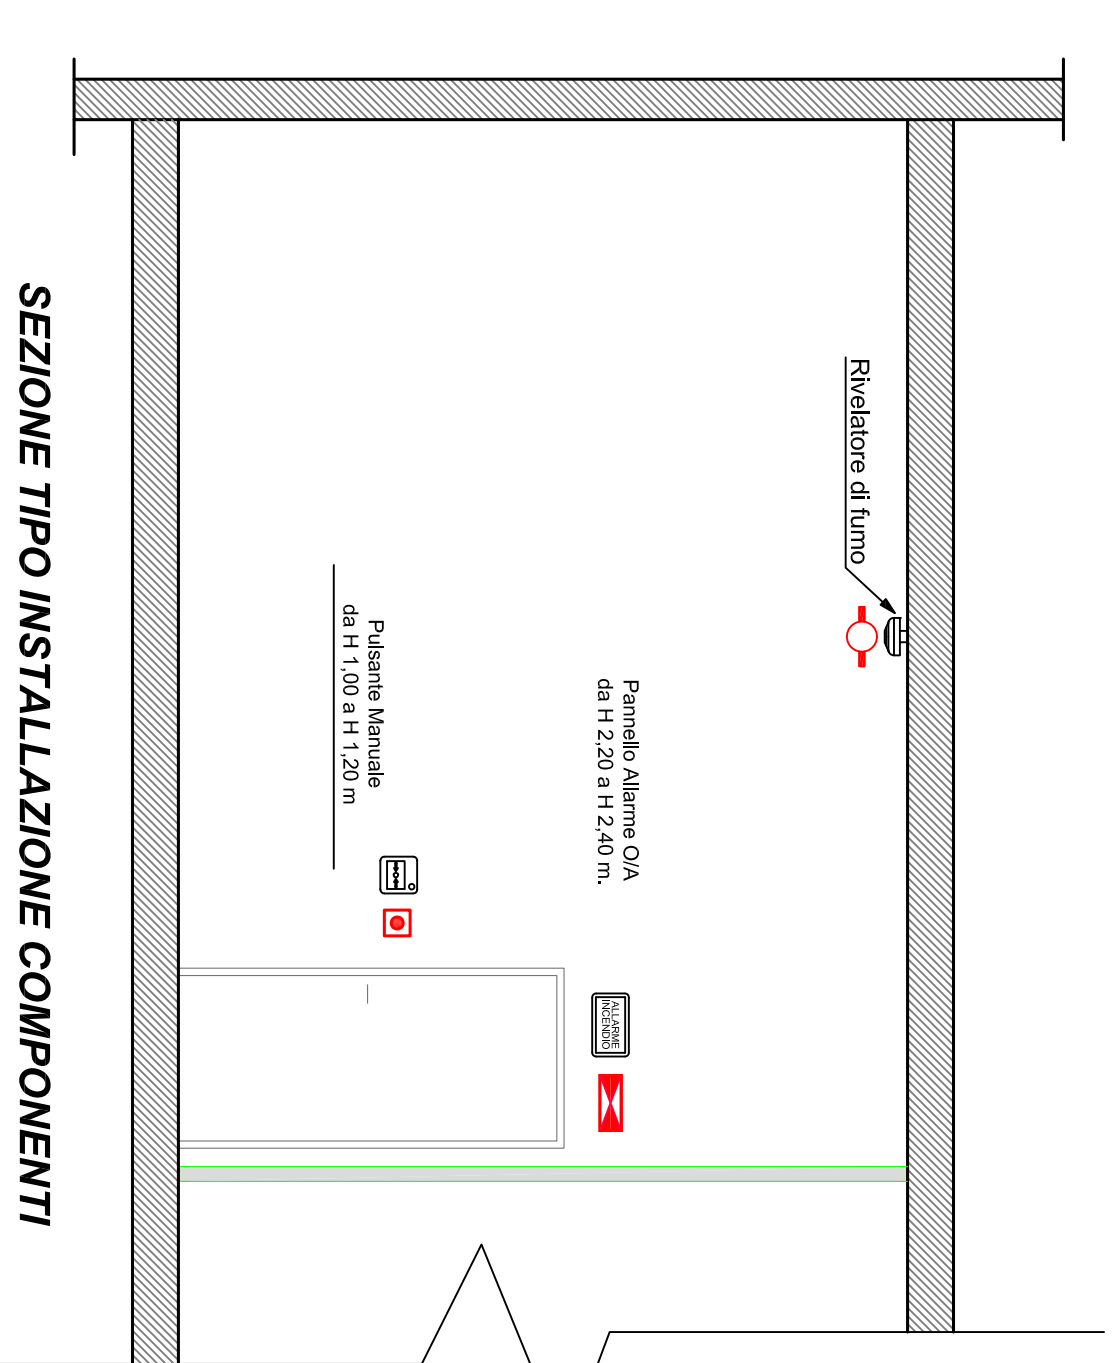 Rivelatore di fumo
Pannello Allarme O/A
da H 2,20 a H 2,40 m.
ALLARME
INCENDIO
Pulsante Manuale
da H 1,00 a H 1,20 m
SEZIONE TIPO INSTALLAZIONE COMPONENTI